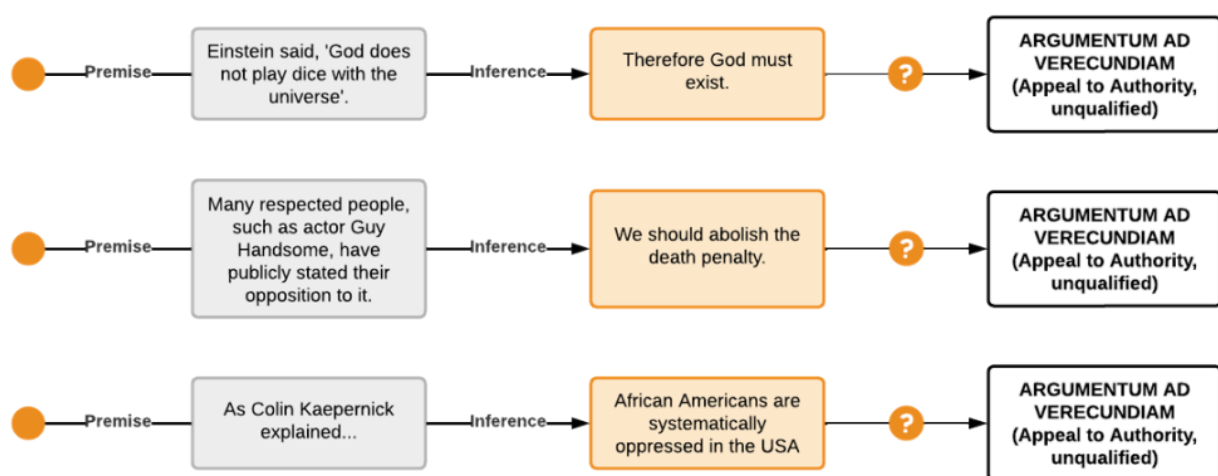 Premise
Einstein said, 'God does
not play dice with the
universe'.
Inference
Therefore God must
exist.
?
ARGUMENTUM AD
VERECUNDIAM
(Appeal to Authority,
unqualified)
Premise
Many respected people,
such as actor Guy
Handsome, have
publicly stated their
opposition to it.
Inference
We should abolish the
death penalty.
?
ARGUMENTUM AD
VERECUNDIAM
(Appeal to Authority,
unqualified)
Premise
As Colin Kaepernick
explained...
Inference
African Americans are
systematically
oppressed in the USA
?
ARGUMENTUM AD
VERECUNDIAM
(Appeal to Authority,
unqualified)